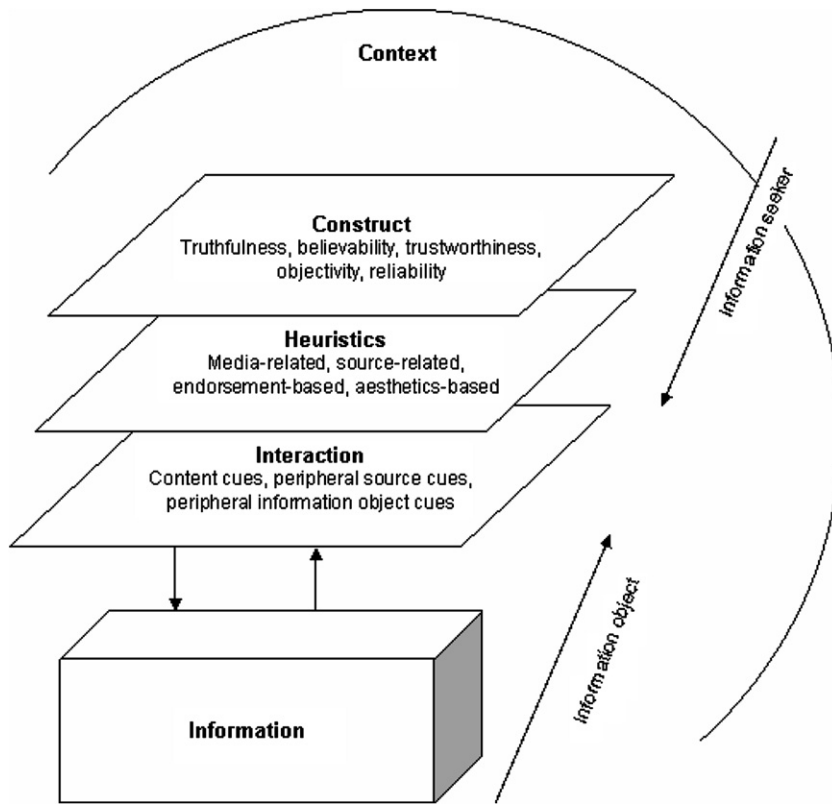 Context
Construct
Truthfulness, believability, trustworthiness,
objectivity, reliability
Heuristics
Media-related, source-related,
endorsement-based, aesthetics-based
Interaction
Content cues, peripheral source cues,
peripheral information object cues
Information
Information seeker
Information object